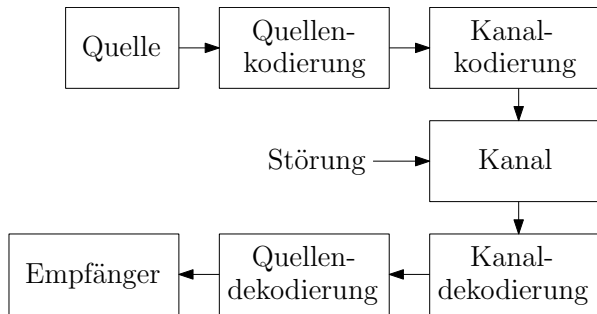 Quelle
Quellen-
kodierung
Kanal-
kodierung
Störung
Kanal
Empfänger
Quellen-
dekodierung
Kanal-
dekodierung